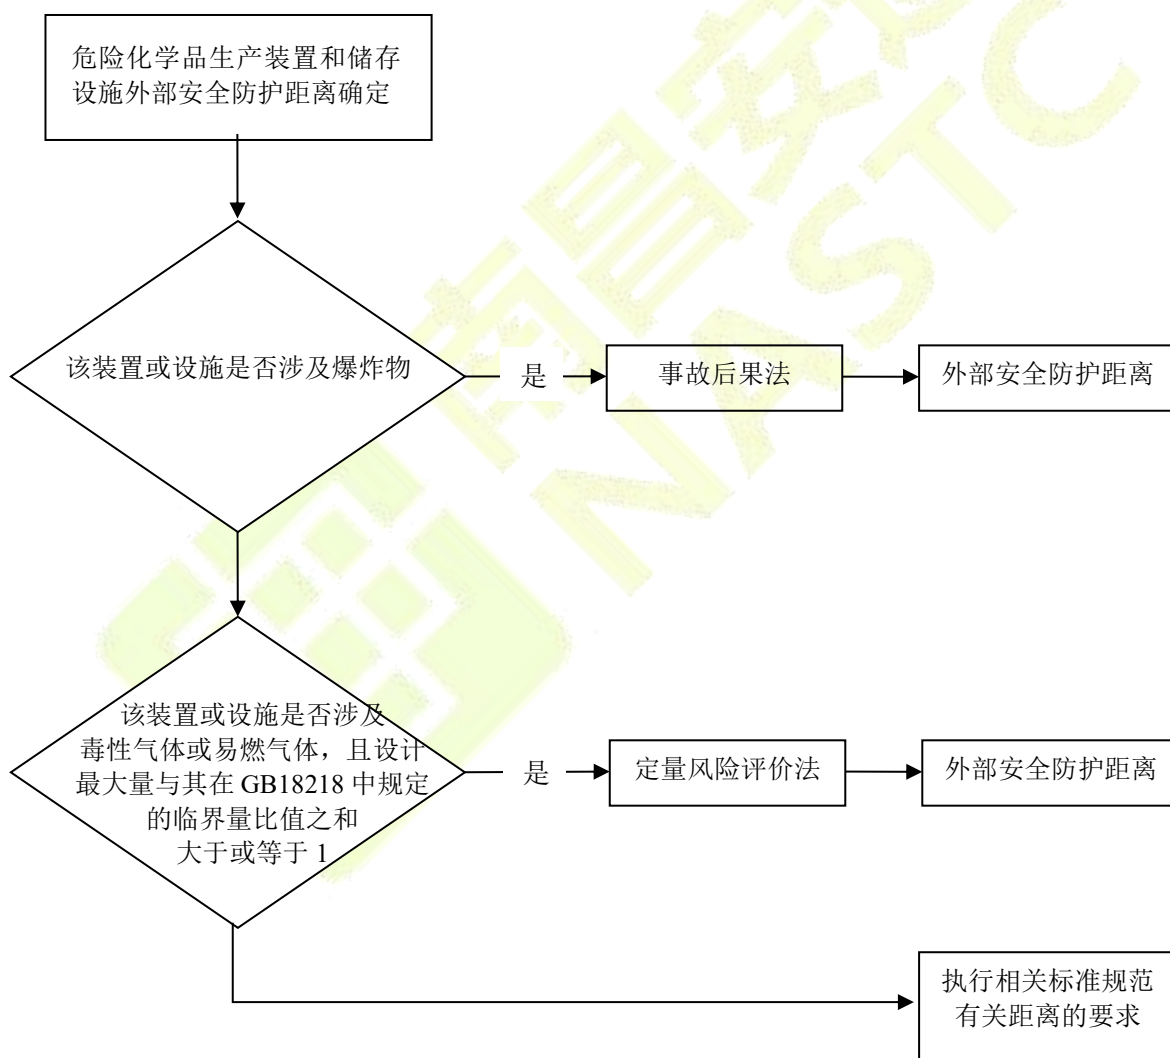 危险化学品生产装置和储存
设施外部安全防护距离确定
该装置或设施是否涉及爆炸物
是
事故后果法
外部安全防护距离
该装置或设施是否涉及
毒性气体或易燃气体，且设计
最大量与其在 GB18218 中规定
的临界量比值之和
大于或等于 1
是
定量风险评价法
外部安全防护距离
执行相关标准规范
有关距离的要求
南昌安
NASTC